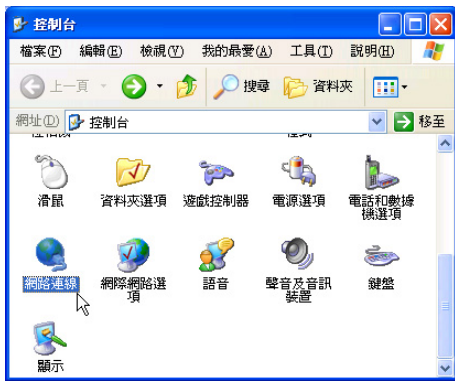 控制台
檔案(F) 編輯(E) 檢視(V) 我的最愛(A) 工具(T) 說明(H)
上一頁 搜尋 資料夾
網址(D) 控制台 移至
滑鼠 資料夾選項 遊戲控制器 電源選項 電話和數據
機選項
網路連線 網際網路選
項 語音 聲音及音訊
裝置 鍵盤
顯示